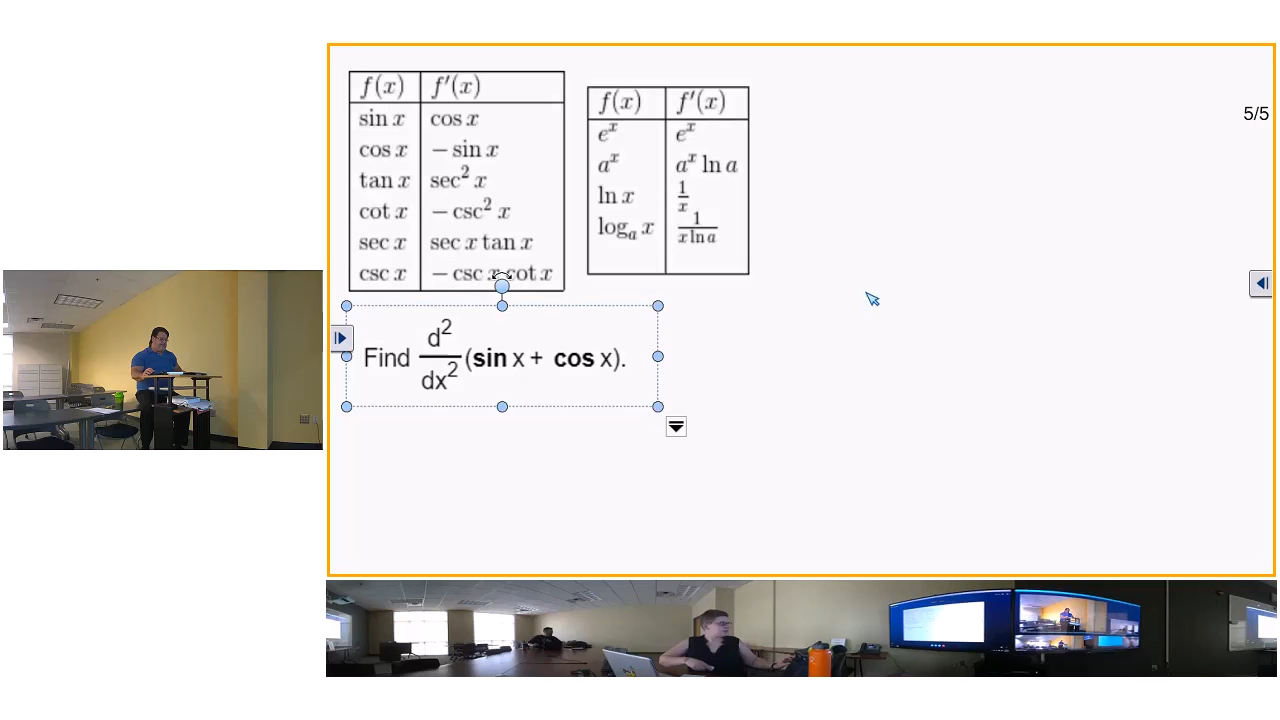 f(x) f′(x)
sin x cos x
cos x − sin x
tan x sec² x
cot x − csc² x
sec x sec x tan x
csc x − csc x cot x
f(x) f′(x)
eˣ eˣ
aˣ aˣ ln a
ln x 1/x
logₐ x 1/(x ln a)
5/5
Find d²/dx² (sin x + cos x).